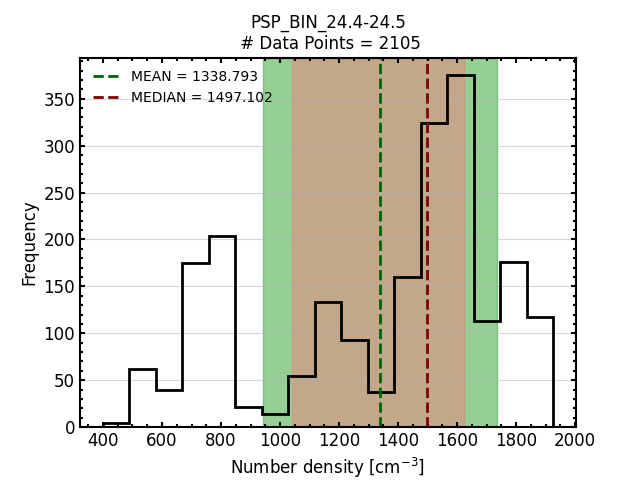 PSP_BIN_24.4-24.5
# Data Points = 2105
MEAN = 1338.793
MEDIAN = 1497.102
Frequency
350
300
250
200
150
100
50
0
400 600 800 1000 1200 1400 1600 1800 2000
Number density [cm⁻³]